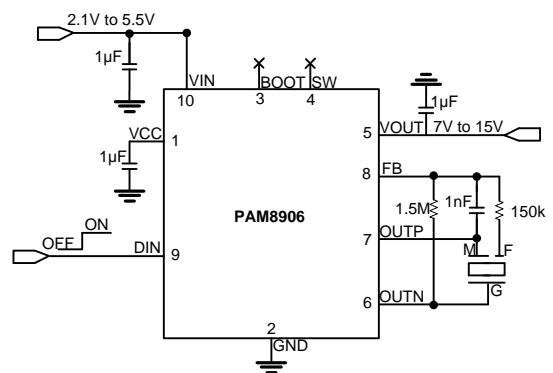 2.1V to 5.5V
1µF
VIN
10
BOOT
3
SW
4
1µF
VOUT
5
7V to 15V
VCC
1
1µF
FB
8
1.5M
1nF
150k
PAM8906
OUTP
7
M
F
G
ON
OFF
DIN
9
OUTN
6
2
GND